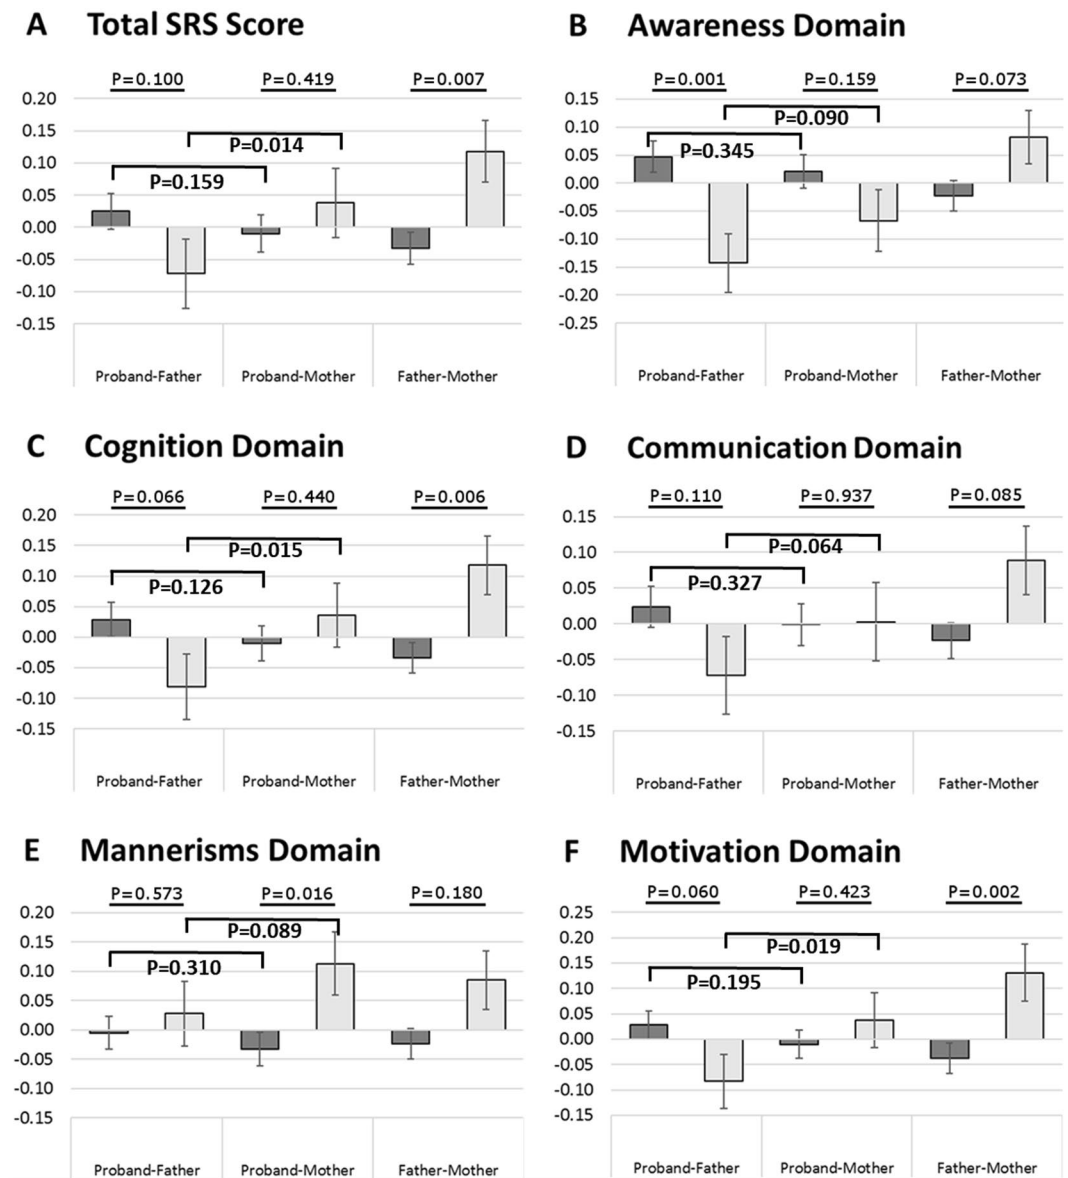 A Total SRS Score
P=0.100 P=0.419 P=0.007
0.20
0.15
0.10
0.05
0.00
-0.05
-0.10
-0.15
P=0.014
P=0.159
Proband-Father Proband-Mother Father-Mother
B Awareness Domain
P=0.001 P=0.159 P=0.073
0.15
0.10
0.05
0.00
-0.05
-0.10
-0.15
-0.20
-0.25
P=0.090
P=0.345
Proband-Father Proband-Mother Father-Mother
C Cognition Domain
P=0.066 P=0.440 P=0.006
0.20
0.15
0.10
0.05
0.00
-0.05
-0.10
-0.15
P=0.015
P=0.126
Proband-Father Proband-Mother Father-Mother
D Communication Domain
P=0.110 P=0.937 P=0.085
0.15
0.10
0.05
0.00
-0.05
-0.10
-0.15
P=0.064
P=0.327
Proband-Father Proband-Mother Father-Mother
E Mannerisms Domain
P=0.573 P=0.016 P=0.180
0.20
0.15
0.10
0.05
0.00
-0.05
-0.10
-0.15
P=0.089
P=0.310
Proband-Father Proband-Mother Father-Mother
F Motivation Domain
P=0.060 P=0.423 P=0.002
0.25
0.20
0.15
0.10
0.05
0.00
-0.05
-0.10
-0.15
P=0.019
P=0.195
Proband-Father Proband-Mother Father-Mother